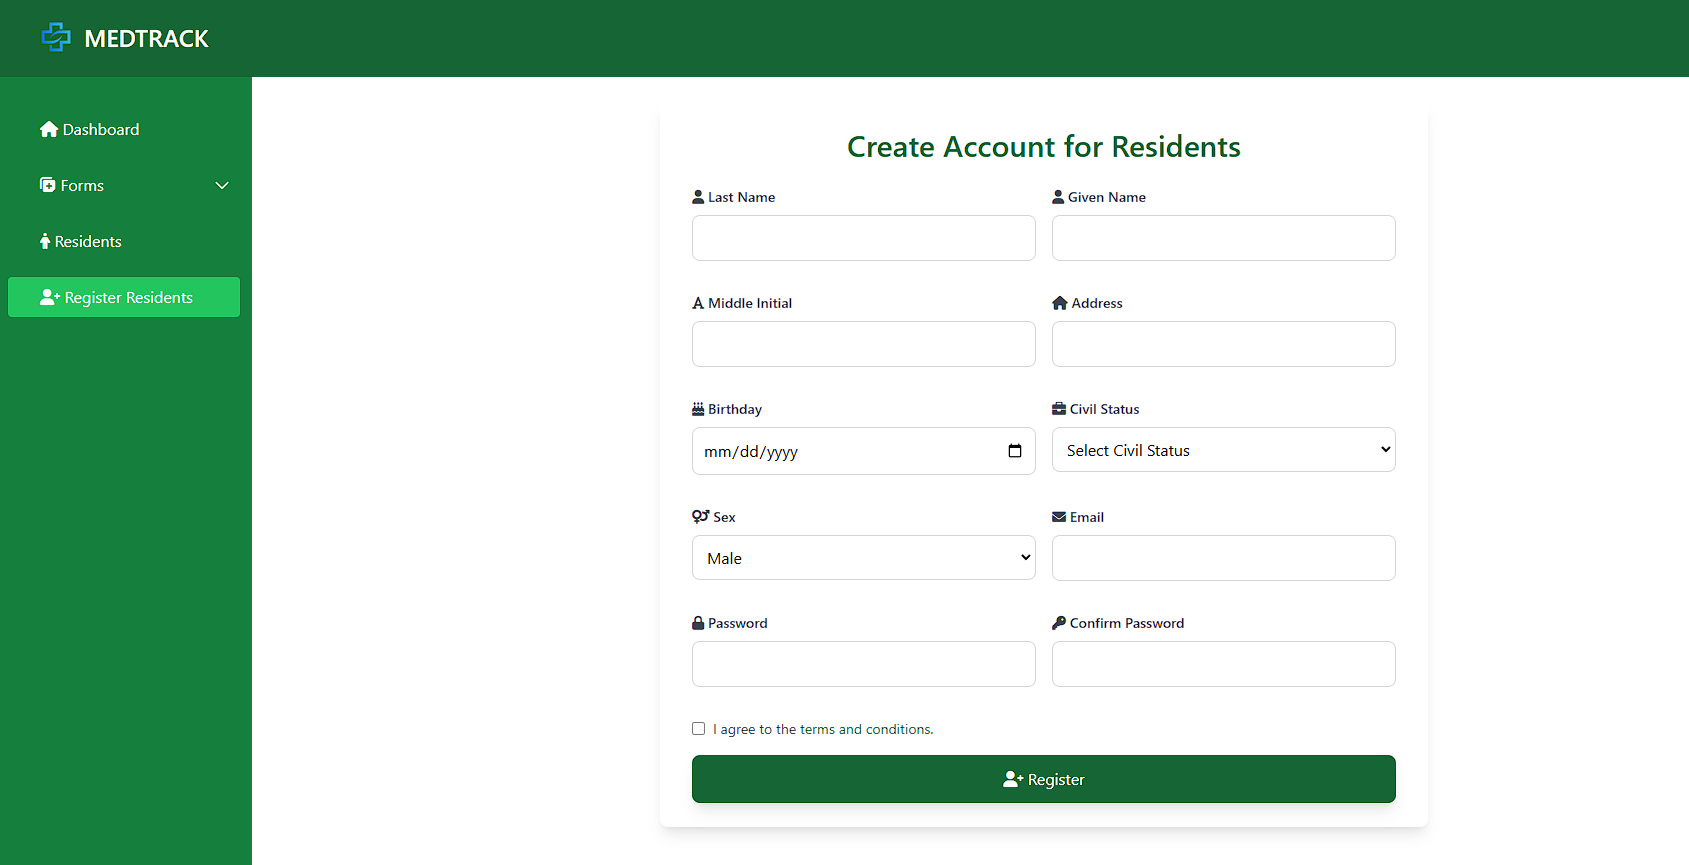 MEDTRACK
Dashboard
Forms
Residents
Register Residents
Create Account for Residents
Last Name
Given Name
Middle Initial
Address
Birthday
Civil Status
mm/dd/yyyy
Select Civil Status
Sex
Email
Male
Password
Confirm Password
I agree to the terms and conditions.
Register